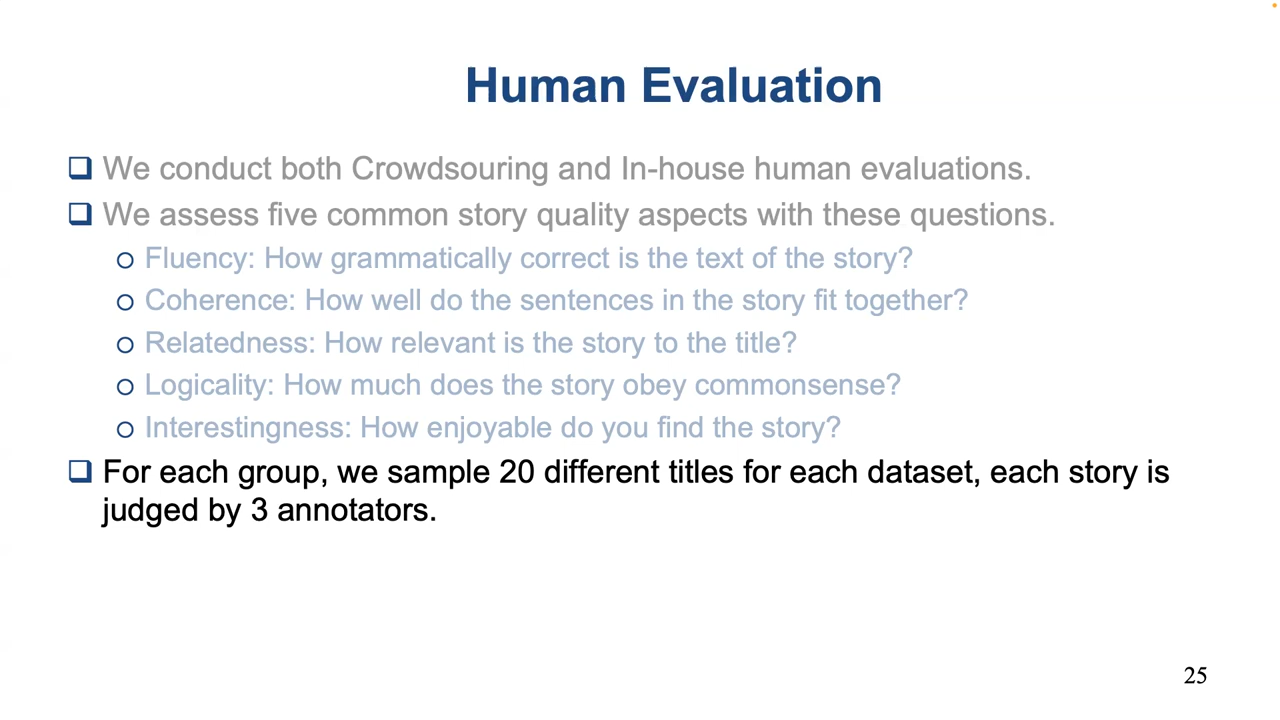 Human Evaluation
We conduct both Crowdsouring and In-house human evaluations.
We assess five common story quality aspects with these questions.
Fluency: How grammatically correct is the text of the story?
Coherence: How well do the sentences in the story fit together?
Relatedness: How relevant is the story to the title?
Logicality: How much does the story obey commonsense?
Interestingness: How enjoyable do you find the story?
For each group, we sample 20 different titles for each dataset, each story is
judged by 3 annotators.
25